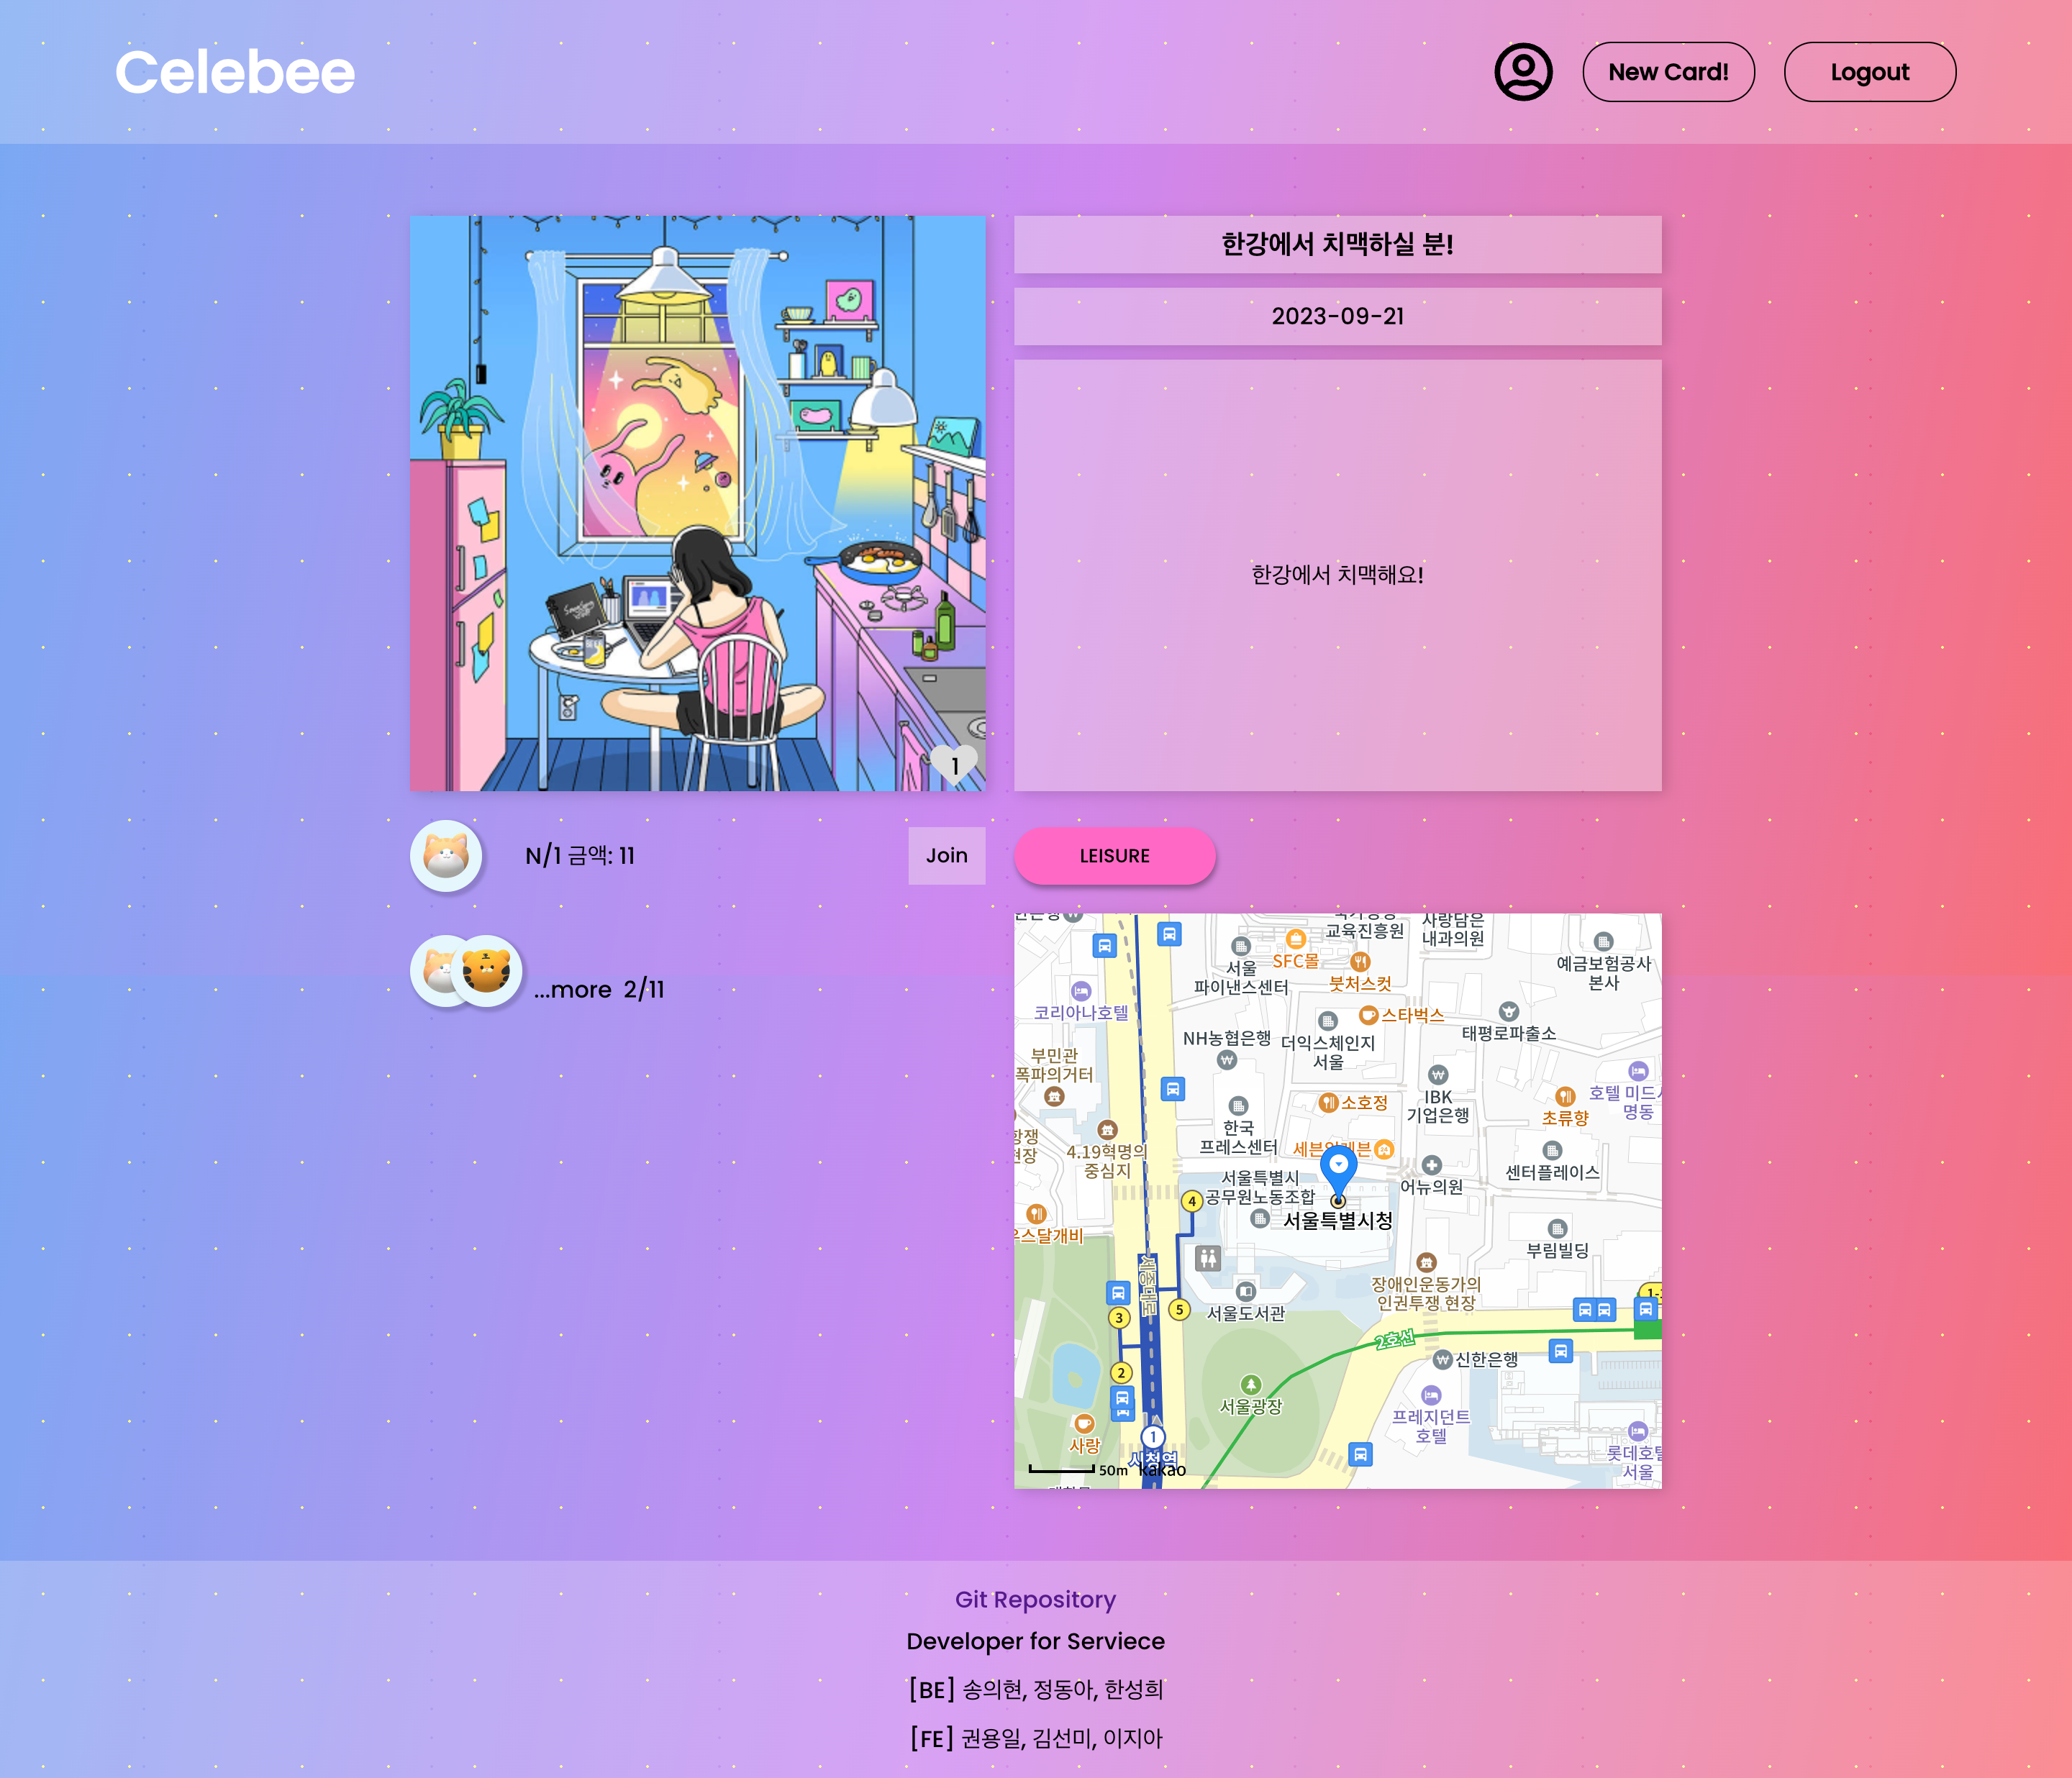 Celebee
New Card!
Logout
한강에서 치맥하실 분!
2023-09-21
한강에서 치맥해요!
1
N/1 금액: 11
Join
LEISURE
...more 2/11
교육진흥원
사랑담은
내과의원
SFC몰
서울
파이낸스센터
붓처스컷
예금보험공사
본사
코리아나호텔
스타벅스
태평로파출소
NH농협은행
더익스체인지
서울
부민관
폭파의거터
IBK
기업은행
호텔 미드
명동
소호정
초류향
한국
프레스센터
4.19혁명의
중심지
센터플레이스
서울특별시
공무원노동조합
어뉴의원
4
서울특별시청
스달개비
부림빌딩
세종대로
장애인운동가의
인권투쟁 현장
서울도서관
5
3
2호선
신한은행
2
서울광장
프레지던트
호텔
사랑
1
시청역
롯데호텔
서울
50m
kakao
Git Repository
Developer for Serviece
[BE] 송의현, 정동아, 한성희
[FE] 권용일, 김선미, 이지아